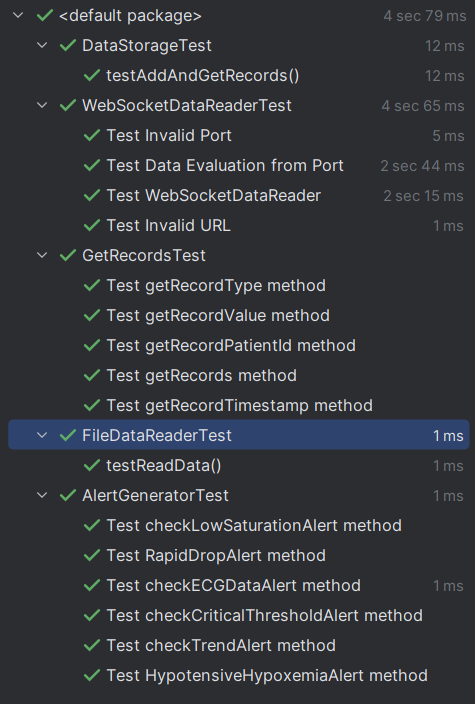 <default package> 4 sec 79 ms
DataStorageTest 12 ms
testAddAndGetRecords() 12 ms
WebSocketDataReaderTest 4 sec 65 ms
Test Invalid Port 5 ms
Test Data Evaluation from Port 2 sec 44 ms
Test WebSocketDataReader 2 sec 15 ms
Test Invalid URL 1 ms
GetRecordsTest
Test getRecordType method
Test getRecordValue method
Test getRecordPatientId method
Test getRecords method
Test getRecordTimestamp method
FileDataReaderTest 1 ms
testReadData() 1 ms
AlertGeneratorTest 1 ms
Test checkLowSaturationAlert method
Test RapidDropAlert method
Test checkECGDataAlert method 1 ms
Test checkCriticalThresholdAlert method
Test checkTrendAlert method
Test HypotensiveHypoxemiaAlert method